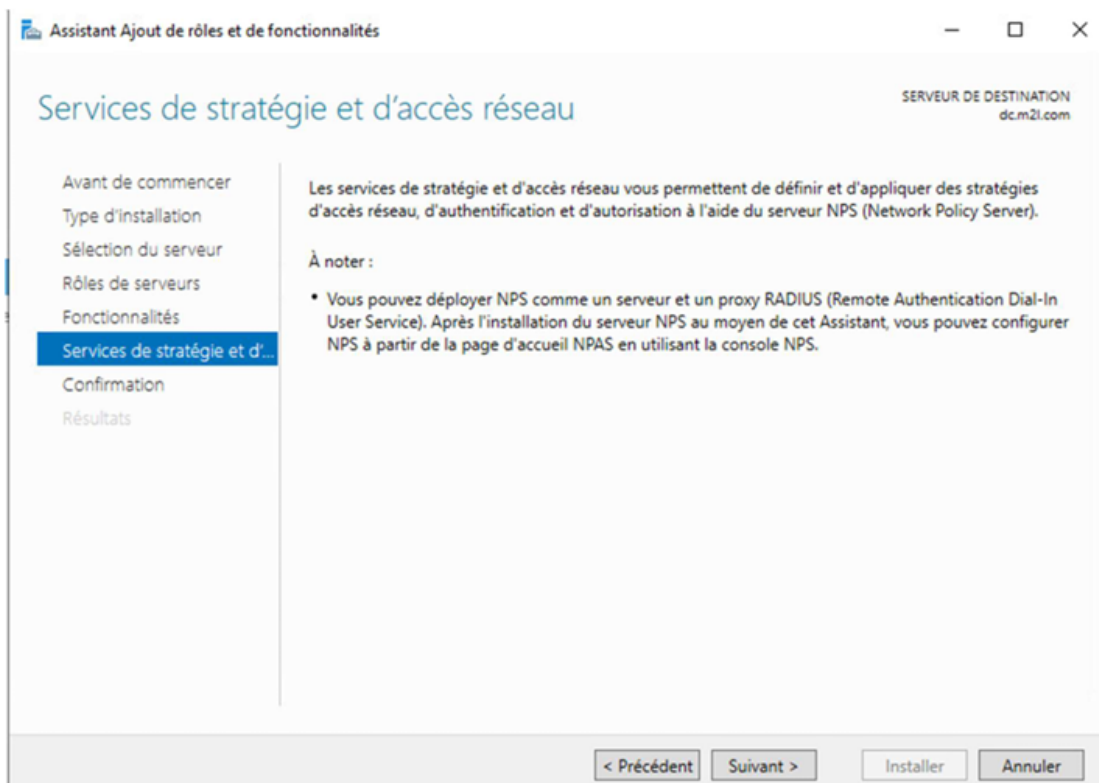 Assistant Ajout de rôles et de fonctionnalités
Services de stratégie et d'accès réseau
SERVEUR DE DESTINATION
dc.m2l.com
Avant de commencer
Type d'installation
Sélection du serveur
Rôles de serveurs
Fonctionnalités
Services de stratégie et d'...
Confirmation
Résultats
Les services de stratégie et d'accès réseau vous permettent de définir et d'appliquer des stratégies
d'accès réseau, d'authentification et d'autorisation à l'aide du serveur NPS (Network Policy Server).
À noter :
• Vous pouvez déployer NPS comme un serveur et un proxy RADIUS (Remote Authentication Dial-In
User Service). Après l'installation du serveur NPS au moyen de cet Assistant, vous pouvez configurer
NPS à partir de la page d'accueil NPAS en utilisant la console NPS.
< Précédent
Suivant >
Installer
Annuler